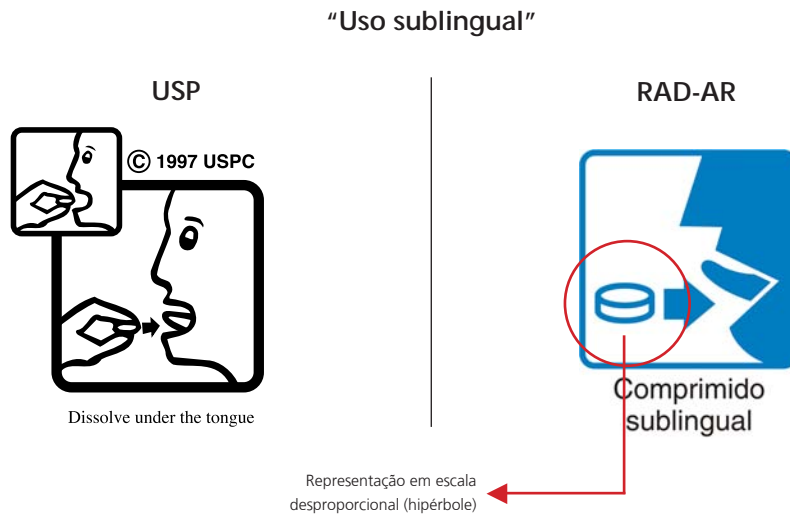 “Uso sublingual”
USP
© 1997 USPC
Dissolve under the tongue
RAD-AR
Comprimido
sublingual
Representação em escala
desproporcional (hipérbole)